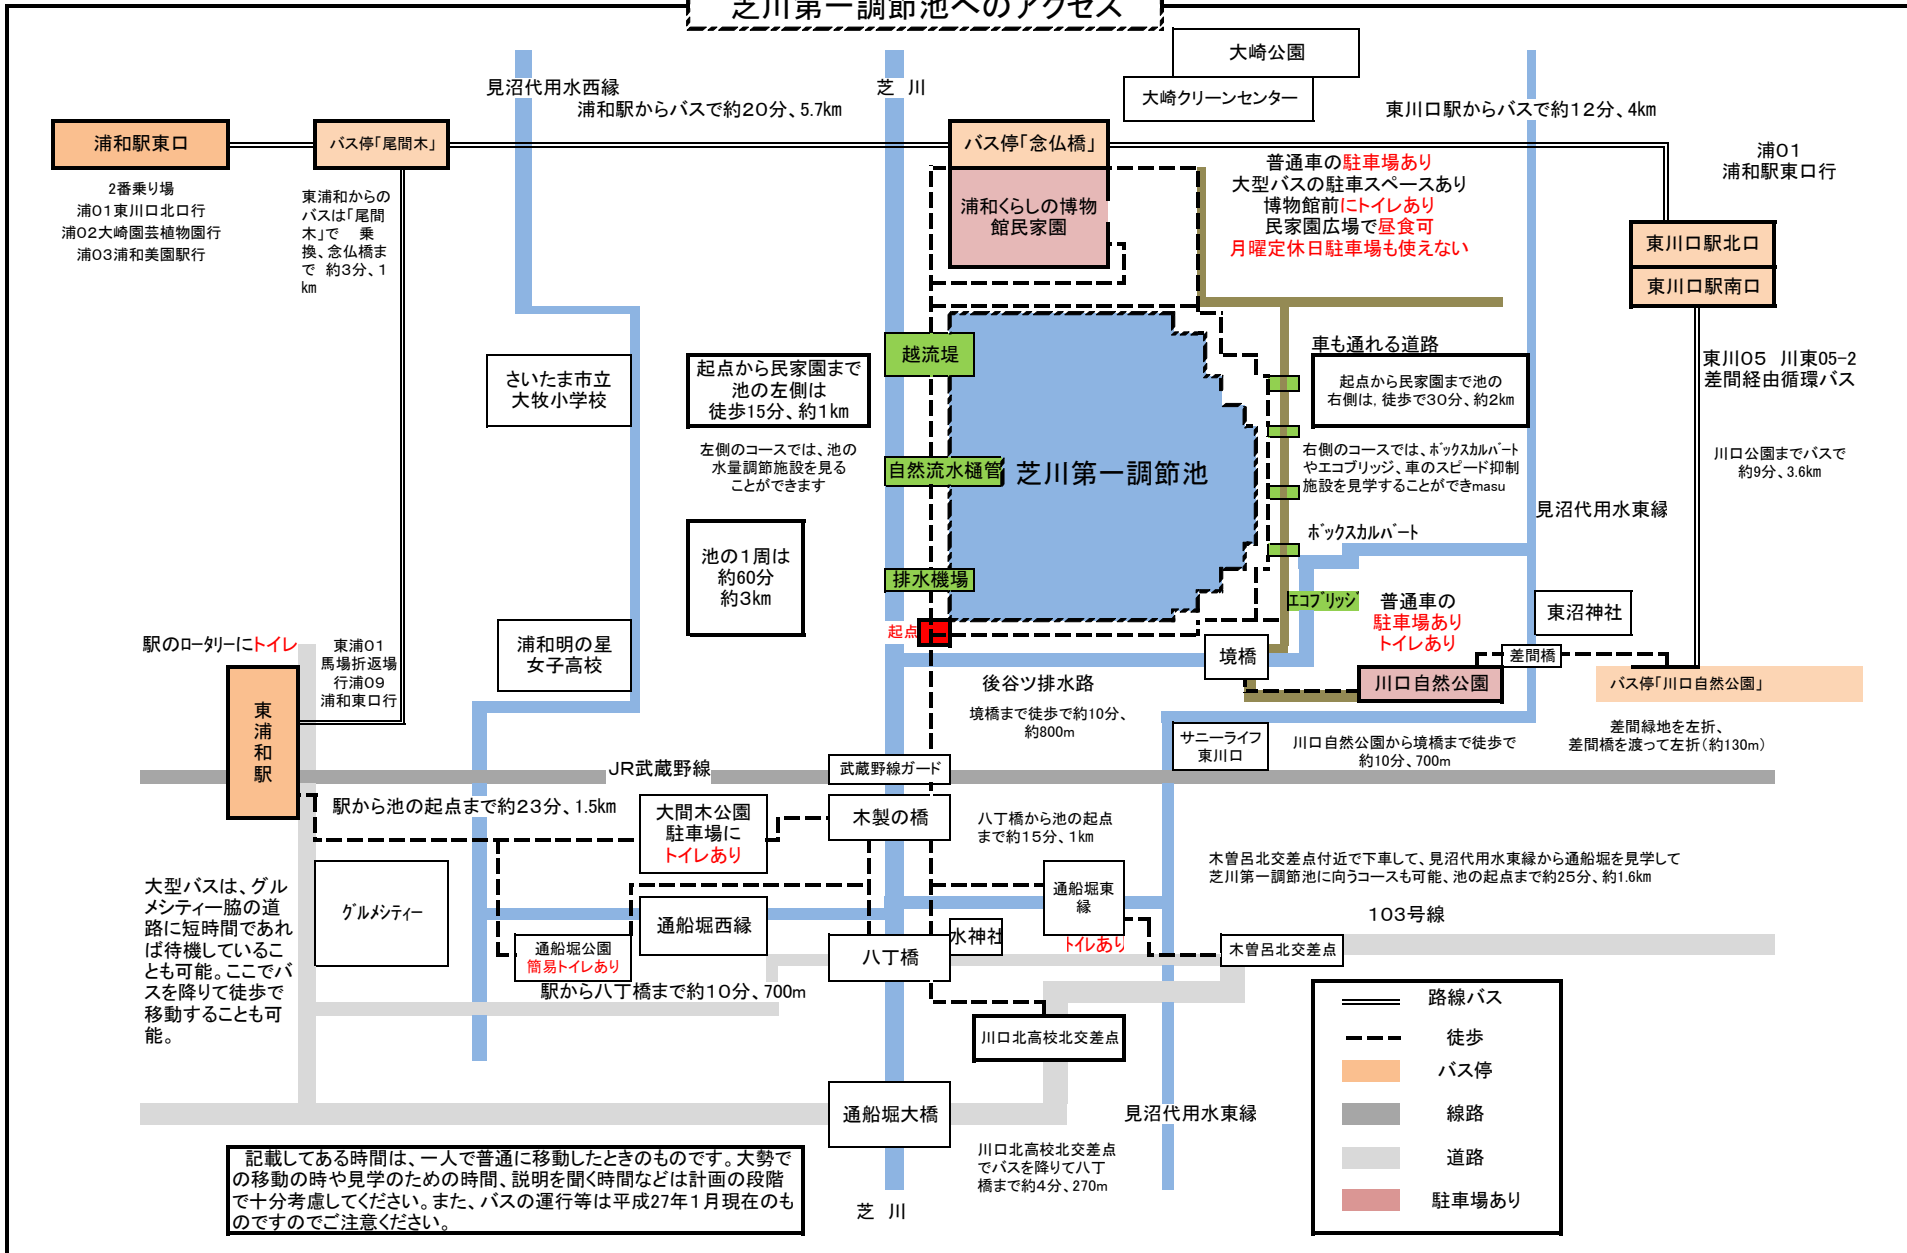 芝川第一調節池へのアクセス
大崎公園
大崎クリーンセンター
見沼代用水西縁
芝 川
浦和駅からバスで約20分、5.7km
東川口駅からバスで約12分、4km
浦和駅東口
バス停「尾間木」
バス停「念仏橋」
浦01
浦和駅東口行
2番乗り場
浦01東川口北口行
浦02大崎園芸植物園行
浦03浦和美園駅行
東浦和からの
バスは「尾間
木」で 乗
換、念仏橋ま
で 約3分、1
km
浦和くらしの博物
館民家園
普通車の駐車場あり
大型バスの駐車スペースあり
博物館前にトイレあり
民家園広場で昼食可
月曜定休日駐車場も使えない
東川口駅北口
東川口駅南口
越流堤
車も通れる道路
さいたま市立
大牧小学校
起点から民家園まで
池の左側は
徒歩15分、約1km
起点から民家園まで池の
右側は,徒歩で30分、約2km
東川05 川東05-2
差間経由循環バス
左側のコースでは、池の
水量調節施設を見る
ことができます
自然流水樋管
芝川第一調節池
右側のコースでは、ボックスカルバート
やエコブリッジ、車のスピード抑制
施設を見学することができmasu
川口公園までバスで
約9分、3.6km
見沼代用水東縁
ボックスカルバート
池の1周は
約60分
約3km
排水機場
エコブリッジ
普通車の
駐車場あり
トイレあり
東沼神社
起点
駅のロータリーにトイレ
東浦01
馬場折返場
行浦09
浦和東口行
浦和明の星
女子高校
境橋
差間橋
川口自然公園
バス停「川口自然公園」
後谷ツ排水路
境橋まで徒歩で約10分、
約800m
東浦和駅
サニーライフ
東川口
川口自然公園から境橋まで徒歩で
約10分、700m
差間緑地を左折、
差間橋を渡って左折(約130m)
JR武蔵野線
武蔵野線ガード
駅から池の起点まで約23分、1.5km
大間木公園
駐車場に
トイレあり
木製の橋
八丁橋から池の起点
まで約15分、1km
木曽呂北交差点付近で下車して、見沼代用水東縁から通船堀を見学して
芝川第一調節池に向うコースも可能、池の起点まで約25分、約1.6km
大型バスは、グル
メシティー脇の道
路に短時間であれ
ば待機しているこ
とも可能。ここでバ
スを降りて徒歩で
移動することも可
能。
グルメシティー
通船堀西縁
通船堀東
縁
トイレあり
103号線
通船堀公園
簡易トイレあり
八丁橋
水神社
木曽呂北交差点
駅から八丁橋まで約10分、700m
川口北高校北交差点
通船堀大橋
見沼代用水東縁
川口北高校北交差点
でバスを降りて八丁
橋まで約4分、270m
芝 川
記載してある時間は、一人で普通に移動したときのものです。大勢で
の移動の時や見学のための時間、説明を聞く時間などは計画の段階
で十分考慮してください。また、バスの運行等は平成27年1月現在のも
のですのでご注意ください。
路線バス
徒歩
バス停
線路
道路
駐車場あり